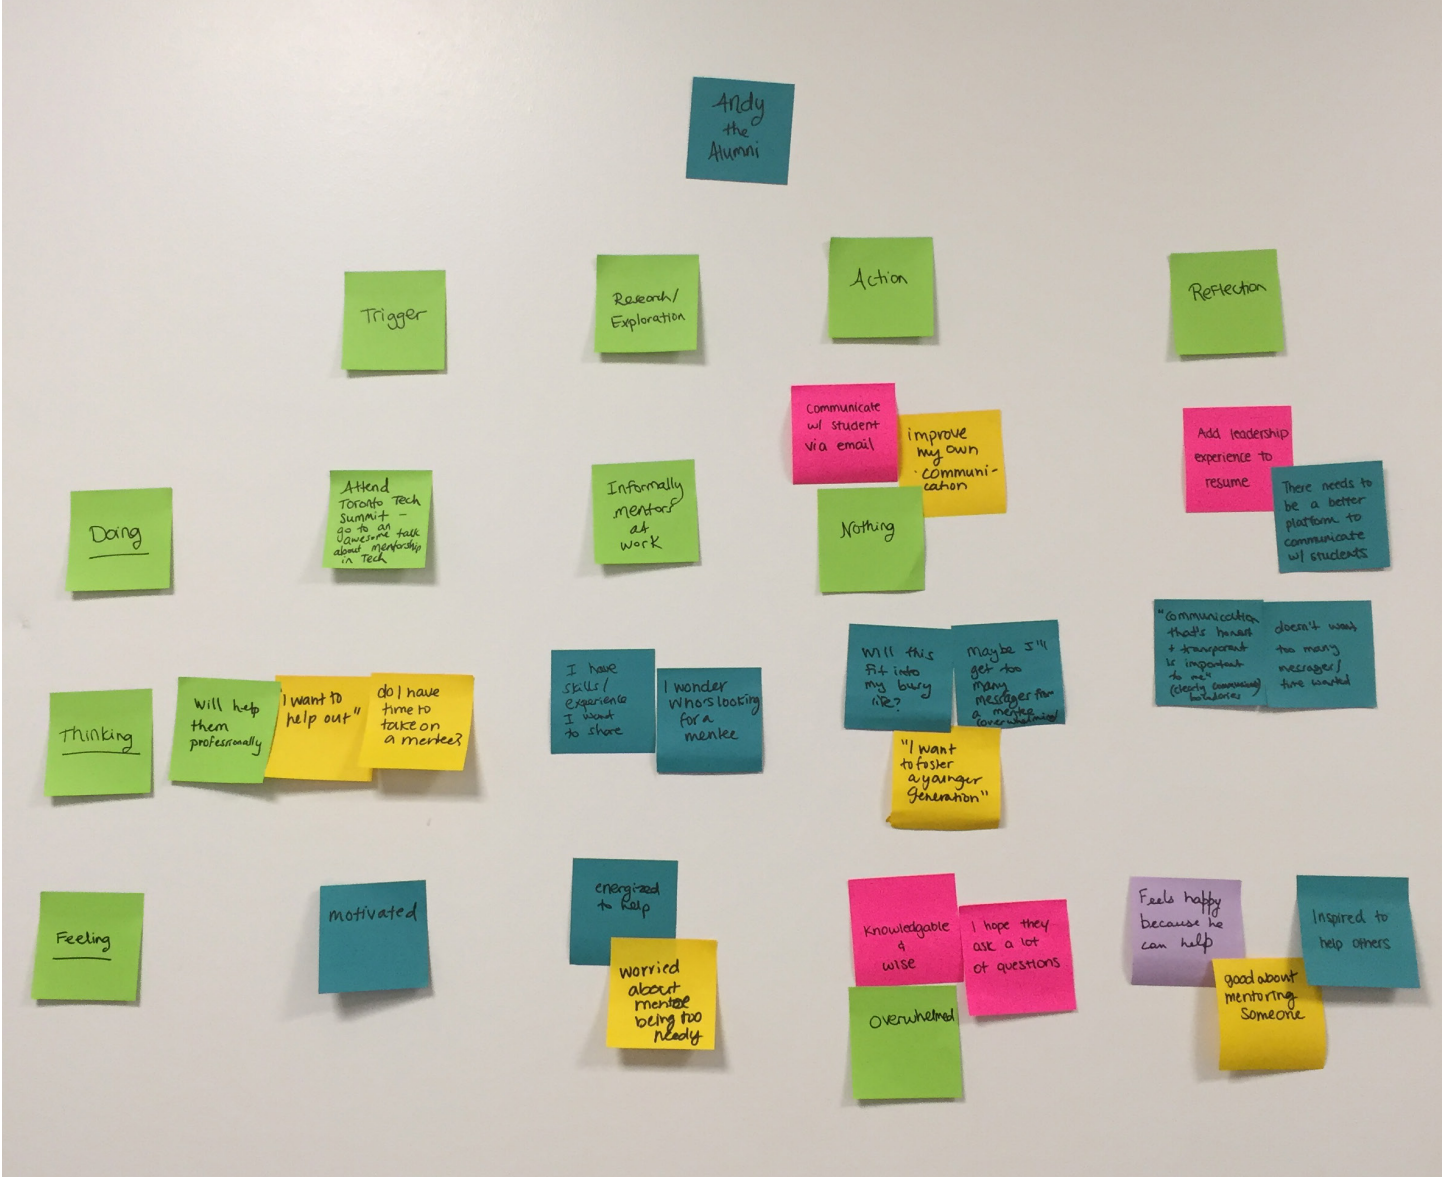 Andy
the
Alumni
Trigger
Research/
Exploration
Action
Reflection
Doing
Attend
Toronto Tech
Summit –
go to an
awesome talk
about mentorship
in Tech
Informally
mentors
at
work
Communicate
w/ student
via email
improve
my own
communi-
cation
Nothing
Add leadership
experience to
resume
There needs to
be a better
platform to
communicate
w/ students
Thinking
Will help
them
professionally
I want to
help out"
do I have
time to
take on
a mentee?
I have
skills/
experience
I want
to share
I wonder
who's looking
for a
mentee
Will this
fit into
my busy
life?
Maybe I'll
get too
many
messages from
a mentee
(overwhelmed)
"I want
to foster
a younger
generation"
"Communication
that's honest
+ transparent
is important
to me"
(clearly communicate
boundaries)
doesn't want
too many
messages/
time wasted
Feeling
motivated
energized
to help
worried
about
mentee
being too
needy
Knowledgable
&
wise
I hope they
ask a lot
of questions
Overwhelmed
Feels happy
because he
can help
good about
mentoring
someone
Inspired to
help others